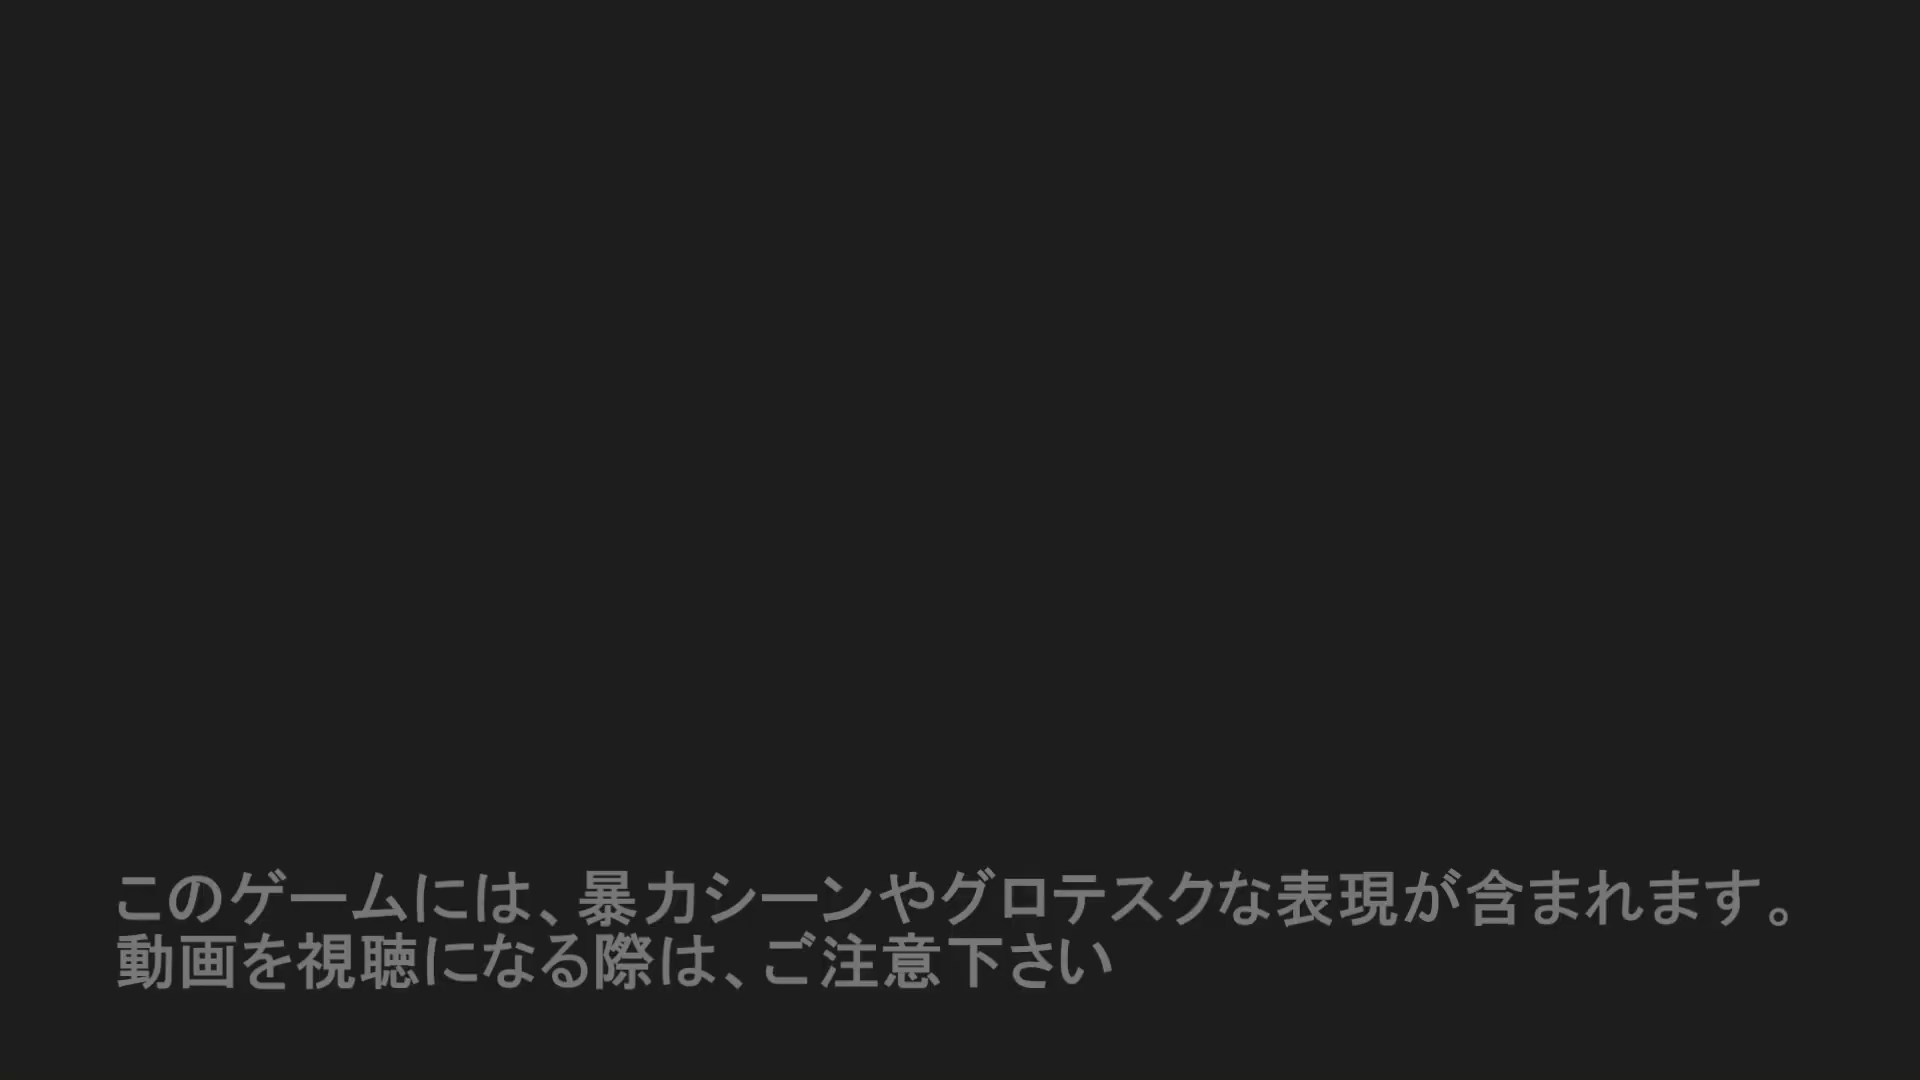 このゲームには、暴力シーンやグロテスクな表現が含まれます。
動画を視聴になる際は、ご注意下さい